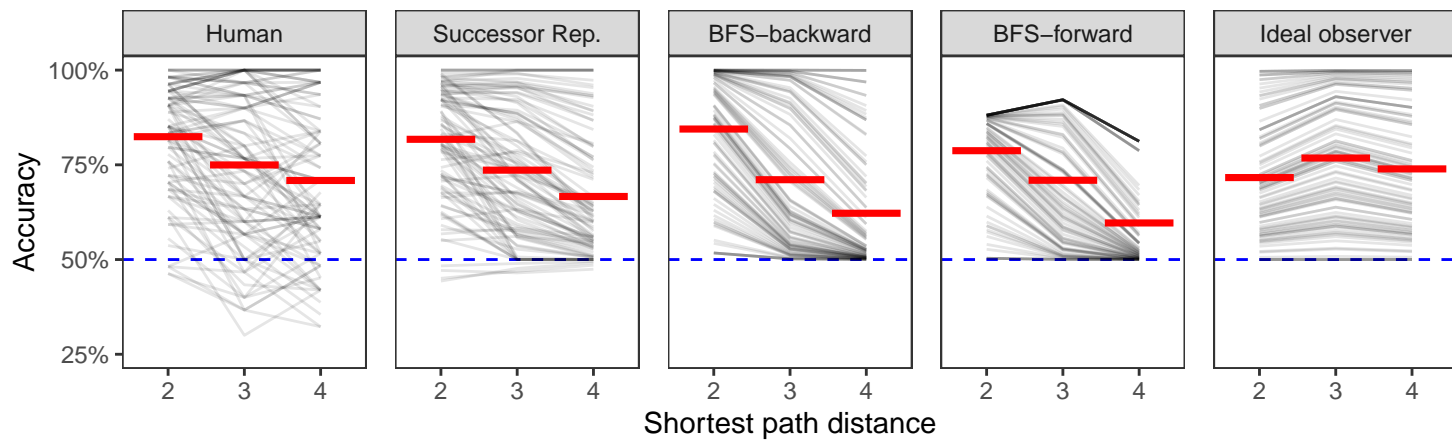 Human
Successor Rep.
BFS−backward
BFS−forward
Ideal observer
Accuracy
100%
75%
50%
25%
2 3 4
2 3 4
2 3 4
2 3 4
2 3 4
Shortest path distance